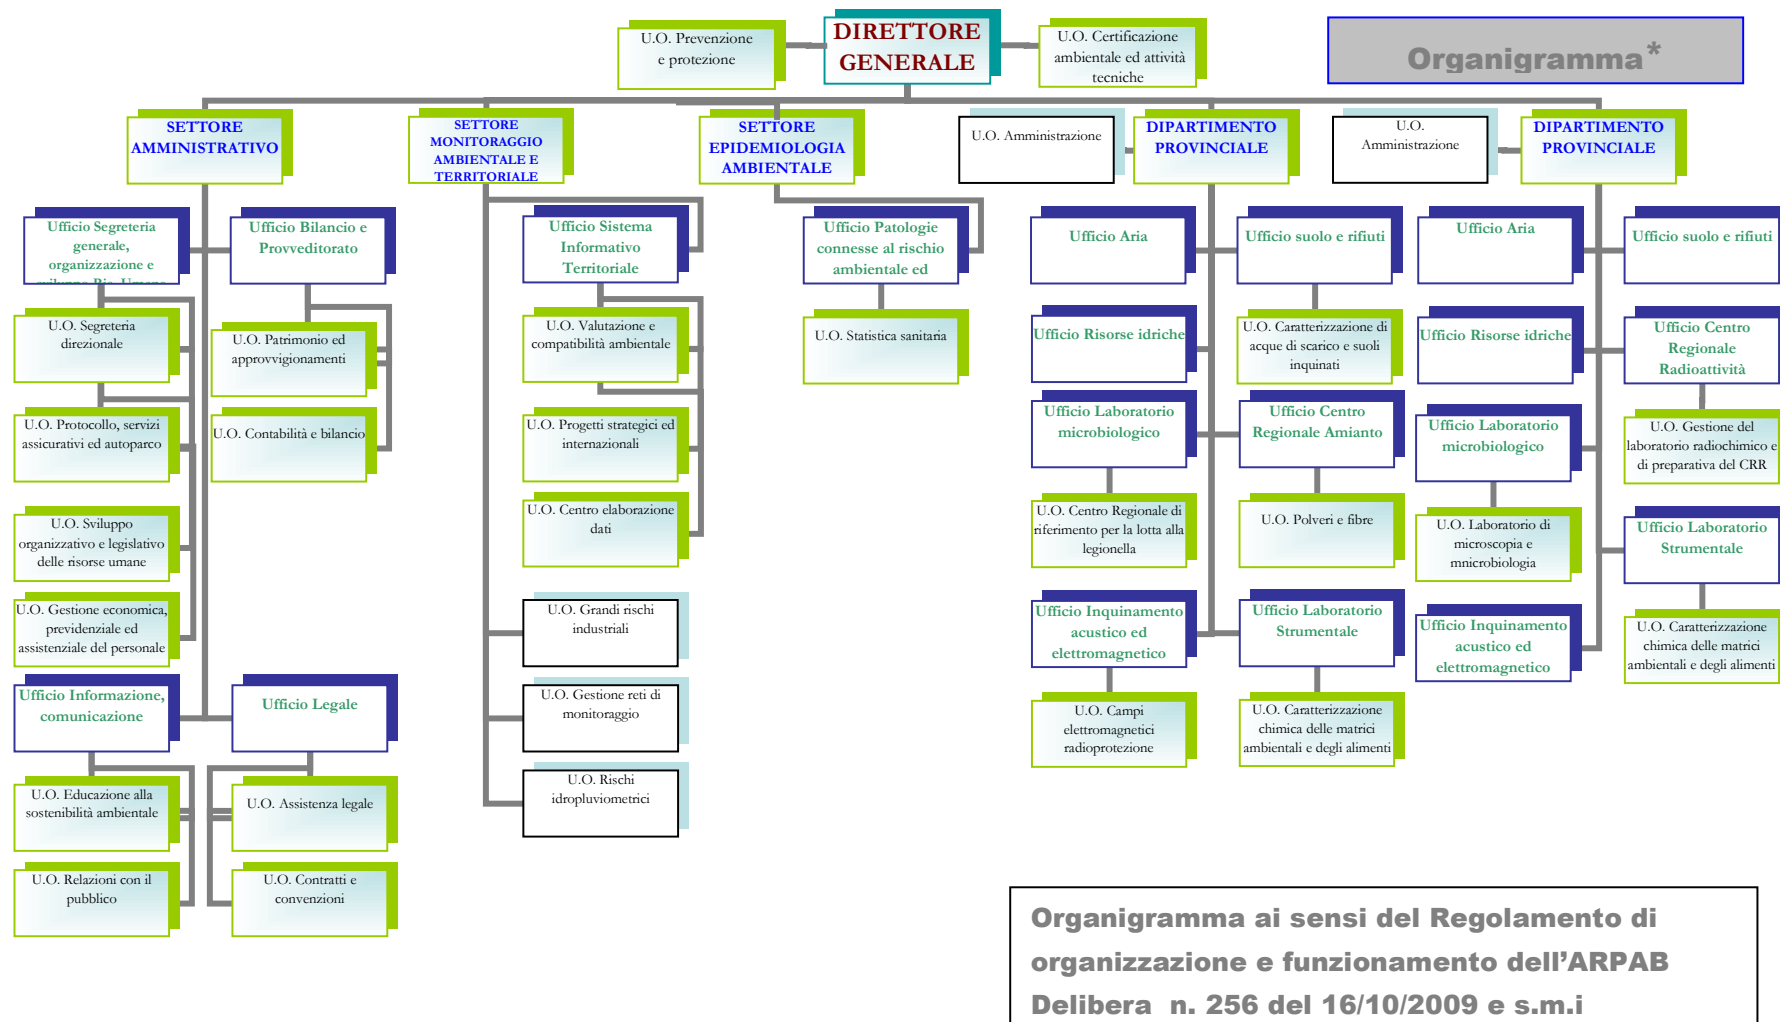 U.O. Prevenzione
e protezione
DIRETTORE
GENERALE
U.O. Certificazione
ambientale ed attività
tecniche
Organigramma*
SETTORE
AMMINISTRATIVO
SETTORE
MONITORAGGIO
AMBIENTALE E
TERRITORIALE
SETTORE
EPIDEMIOLOGIA
AMBIENTALE
U.O. Amministrazione
DIPARTIMENTO
PROVINCIALE
U.O.
Amministrazione
DIPARTIMENTO
PROVINCIALE
Ufficio Segreteria
generale,
organizzazione e
sviluppo Ris. Umane
Ufficio Bilancio e
Provveditorato
Ufficio Sistema
Informativo
Territoriale
Ufficio Patologie
connesse al rischio
ambientale ed
Ufficio Aria
Ufficio suolo e rifiuti
Ufficio Aria
Ufficio suolo e rifiuti
U.O. Segreteria
direzionale
U.O. Patrimonio ed
approvvigionamenti
U.O. Valutazione e
compatibilità ambientale
U.O. Statistica sanitaria
Ufficio Risorse idriche
U.O. Caratterizzazione di
acque di scarico e suoli
inquinati
Ufficio Risorse idriche
Ufficio Centro
Regionale
Radioattività
U.O. Protocollo, servizi
assicurativi ed autoparco
U.O. Contabilità e bilancio
U.O. Progetti strategici ed
internazionali
Ufficio Laboratorio
microbiologico
Ufficio Centro
Regionale Amianto
Ufficio Laboratorio
microbiologico
U.O. Gestione del
laboratorio radiochimico e
di preparativa del CRR
U.O. Sviluppo
organizzativo e legislativo
delle risorse umane
U.O. Centro elaborazione
dati
U.O. Centro Regionale di
riferimento per la lotta alla
legionella
U.O. Polveri e fibre
U.O. Laboratorio di
microscopia e
mnicrobiologia
Ufficio Laboratorio
Strumentale
U.O. Gestione economica,
previdenziale ed
assistenziale del personale
U.O. Grandi rischi
industriali
Ufficio Inquinamento
acustico ed
elettromagnetico
Ufficio Laboratorio
Strumentale
Ufficio Inquinamento
acustico ed
elettromagnetico
U.O. Caratterizzazione
chimica delle matrici
ambientali e degli alimenti
Ufficio Informazione,
comunicazione
Ufficio Legale
U.O. Gestione reti di
monitoraggio
U.O. Campi
elettromagnetici
radioprotezione
U.O. Caratterizzazione
chimica delle matrici
ambientali e degli alimenti
U.O. Educazione alla
sostenibilità ambientale
U.O. Assistenza legale
U.O. Rischi
idropluviometrici
U.O. Relazioni con il
pubblico
U.O. Contratti e
convenzioni
Organigramma ai sensi del Regolamento di
organizzazione e funzionamento dell’ARPAB
Delibera n. 256 del 16/10/2009 e s.m.i